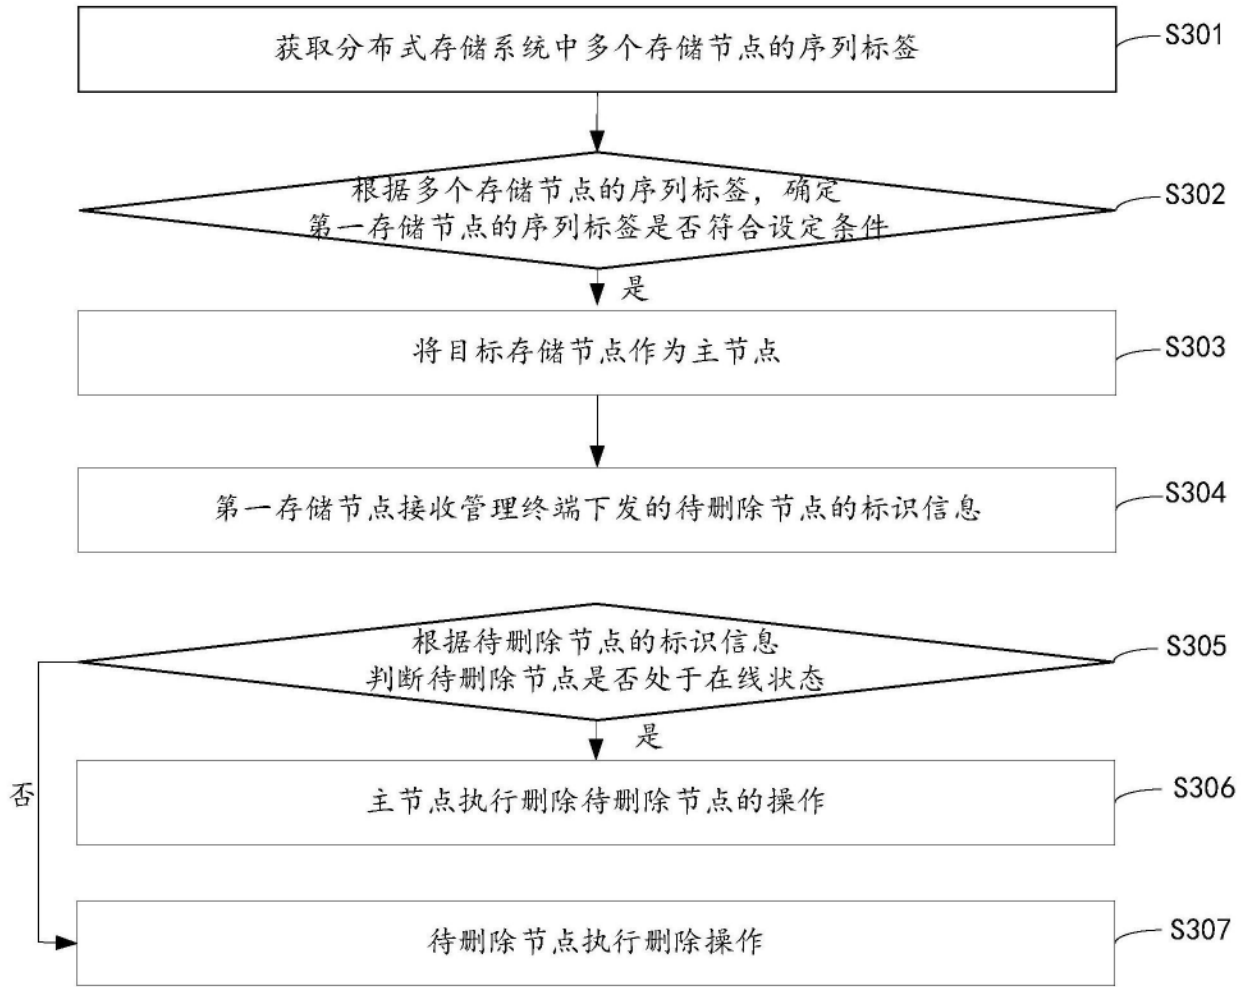 获取分布式存储系统中多个存储节点的序列标签
S301
根据多个存储节点的序列标签，确定
第一存储节点的序列标签是否符合设定条件
S302
是
将目标存储节点作为主节点
S303
第一存储节点接收管理终端下发的待删除节点的标识信息
S304
根据待删除节点的标识信息
判断待删除节点是否处于在线状态
S305
是
否
主节点执行删除待删除节点的操作
S306
待删除节点执行删除操作
S307